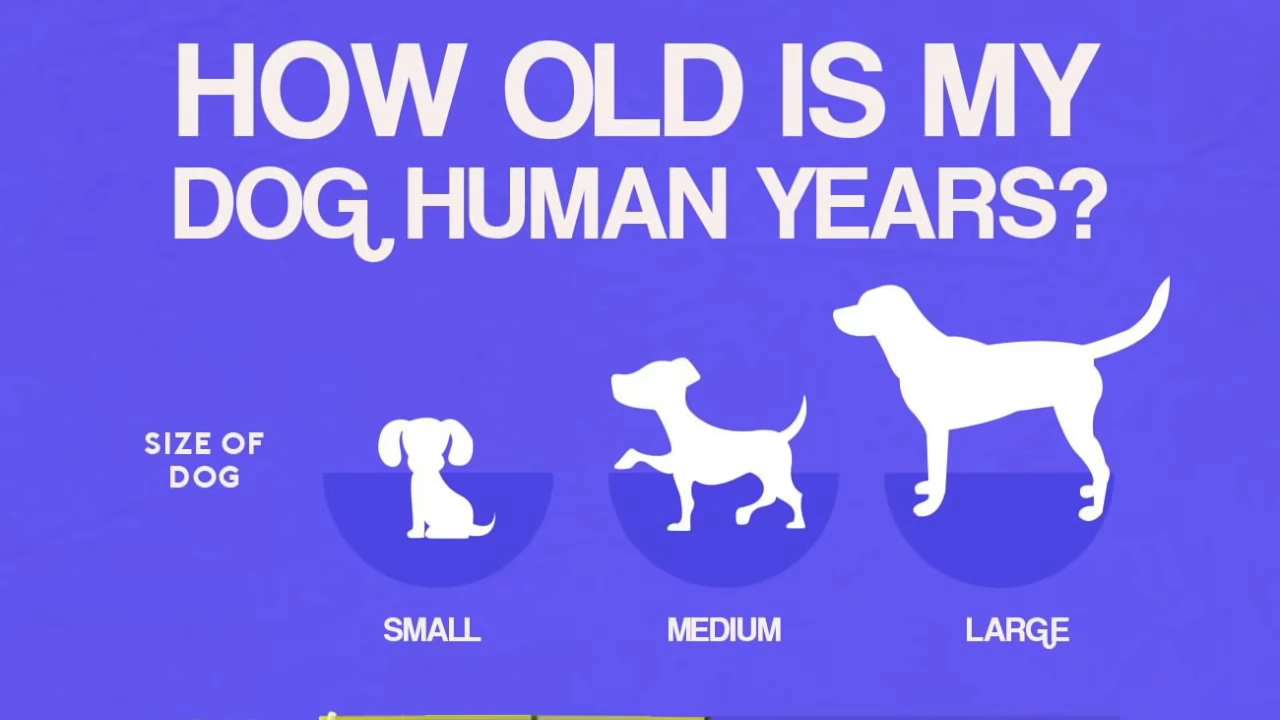 HOW OLD IS MY
DOG HUMAN YEARS?
SIZE OF
DOG
SMALL
MEDIUM
LARGE